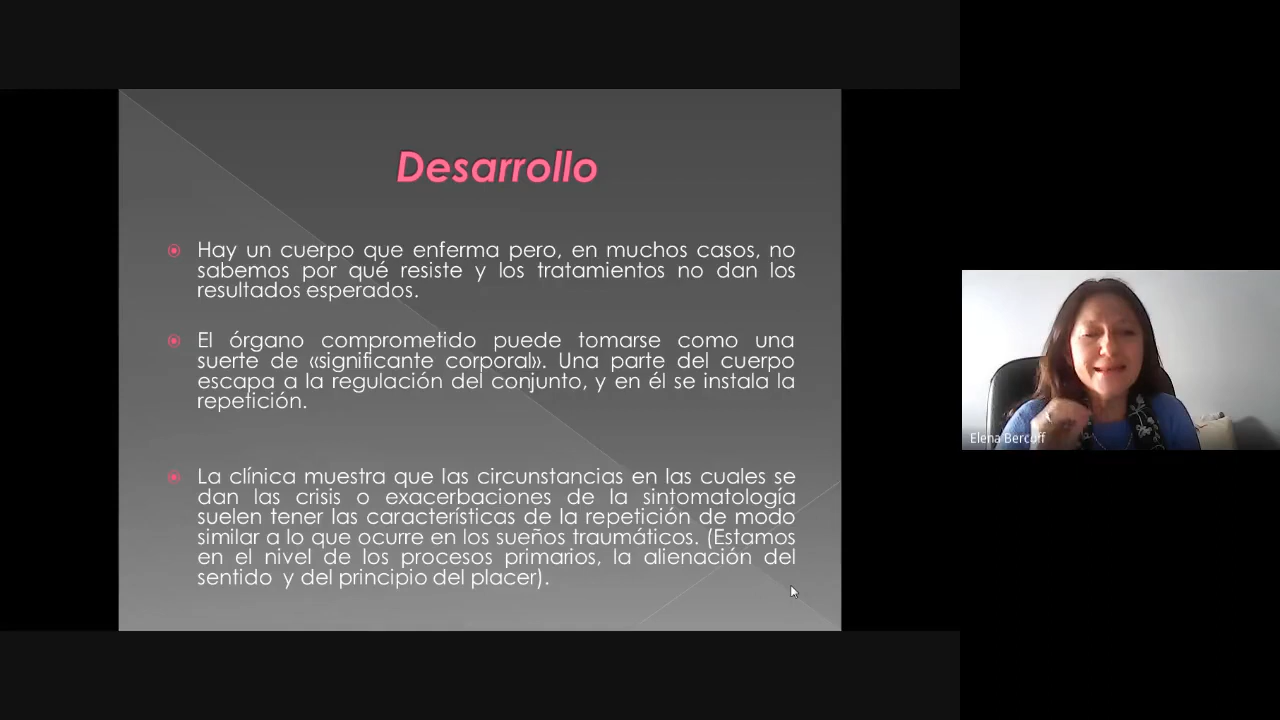 Desarrollo
Hay un cuerpo que enferma pero, en muchos casos, no
sabemos por qué resiste y los tratamientos no dan los
resultados esperados.
El órgano comprometido puede tomarse como una
suerte de «significante corporal». Una parte del cuerpo
escapa a la regulación del conjunto, y en él se instala la
repetición.
La clínica muestra que las circunstancias en las cuales se
dan las crisis o exacerbaciones de la sintomatología
suelen tener las características de la repetición de modo
similar a lo que ocurre en los sueños traumáticos. (Estamos
en el nivel de los procesos primarios, la alienación del
sentido y del principio del placer).
Elena Bercoff